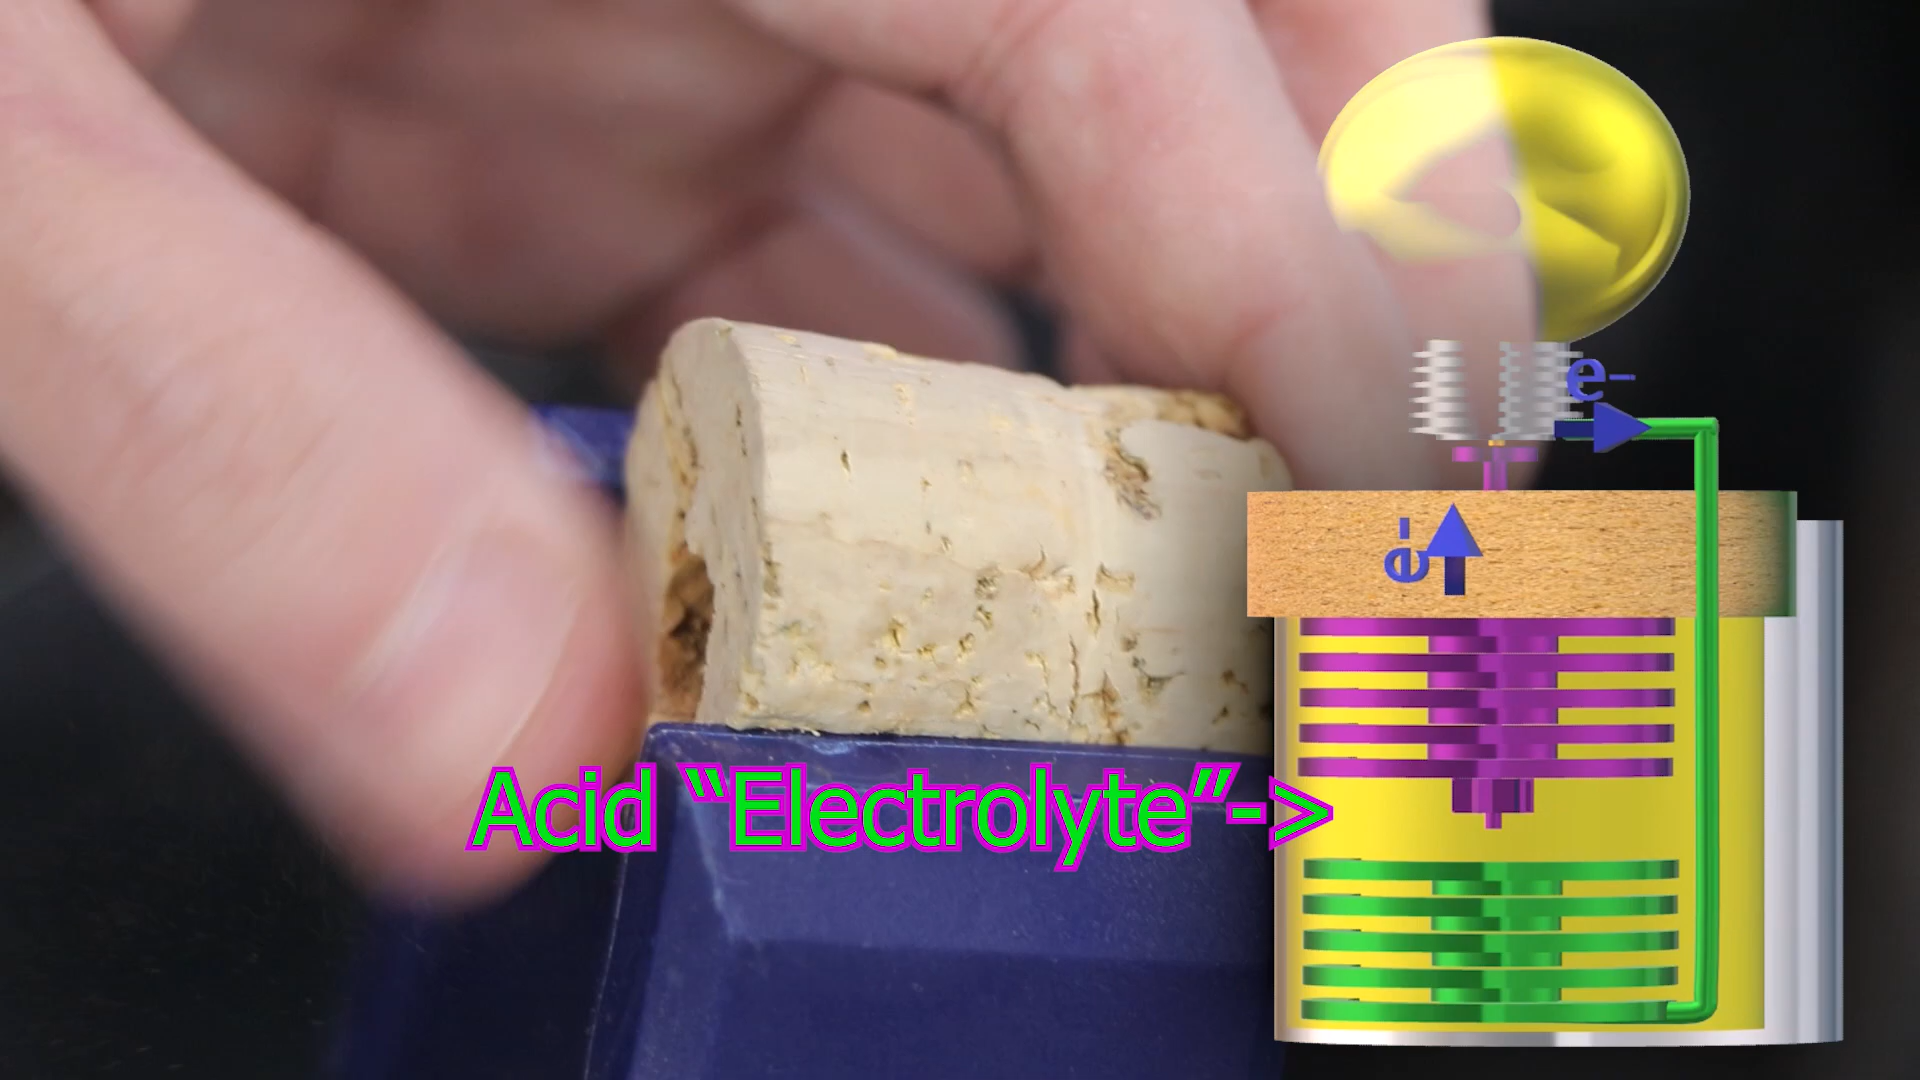 e-
e-
Acid “Electrolyte”->